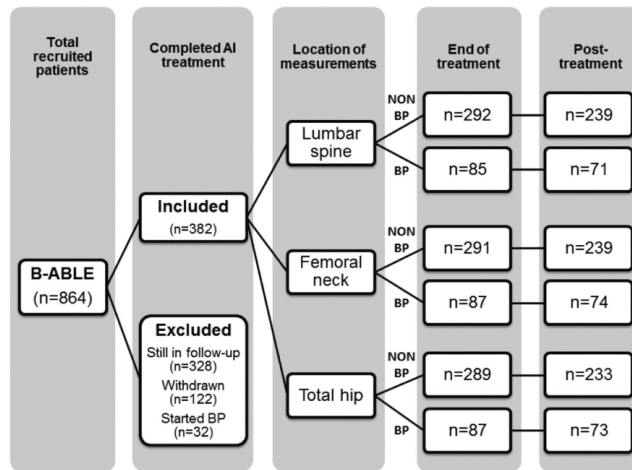 Total
recruited
patients
Completed AI
treatment
Location of
measurements
End of
treatment
Post-
treatment
B-ABLE
(n=864)
Included
(n=382)
Excluded
Still in follow-up
(n=328)
Withdrawn
(n=122)
Started BP
(n=32)
Lumbar
spine
NON
BP
n=292
n=239
BP
n=85
n=71
Femoral
neck
NON
BP
n=291
n=239
BP
n=87
n=74
Total hip
NON
BP
n=289
n=233
BP
n=87
n=73